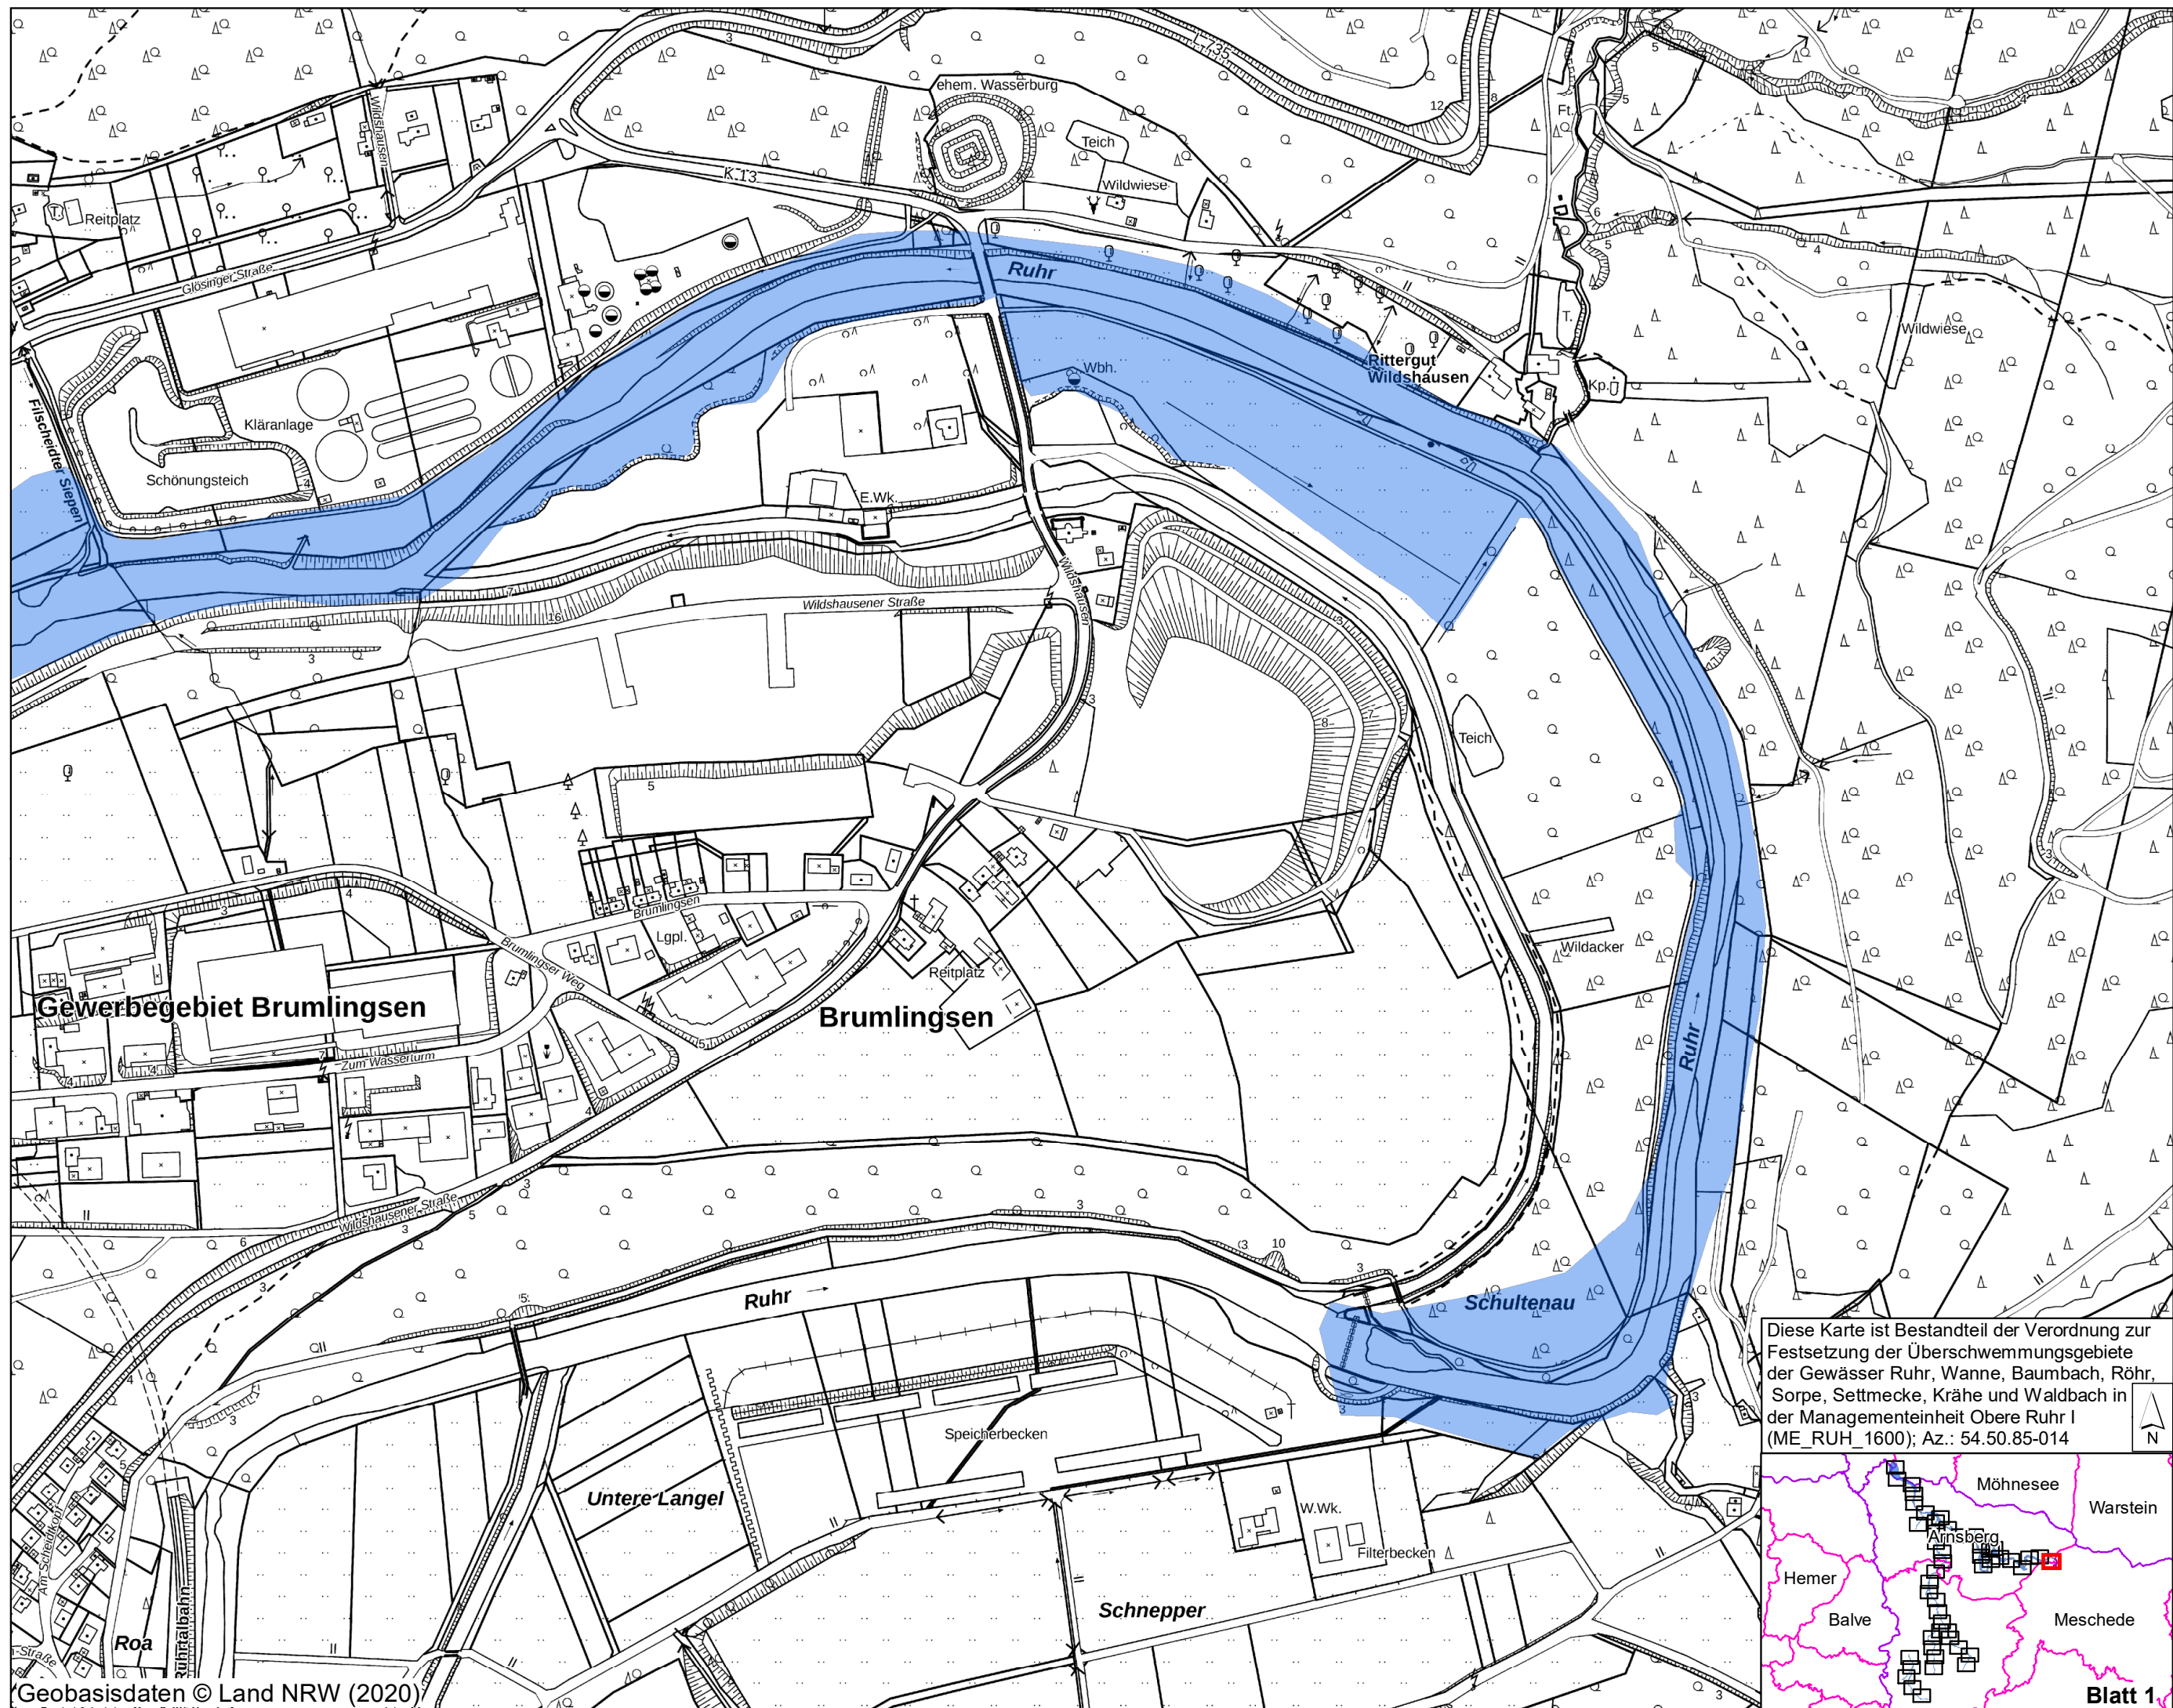 L 735
ehem. Wasserburg
Ft.
Teich
K 13
Wildwiese
Wildshausen
T.
Reitplatz
Glösinger Straße
Ruhr
T.
Wildwiese
Wbh.
Rittergut
Wildshausen
Kp.
Filscheidter Siepen
Kläranlage
Schönungsteich
E.Wk.
Wildshausen
Wildshausener Straße
Teich
Brumlingsen
Lgpl.
Brumlingser Weg
Reitplatz
Wildacker
Gewerbegebiet Brumlingsen
Brumlingsen
Zum Wasserturm
Ruhr
Wildshausener Straße
Ruhr
Schultenau
Speicherbecken
Untere Langel
W.Wk.
Filterbecken
Am Scheidkopf
Schnepper
Roa
Ruhrtalbahn
-Straße
Diese Karte ist Bestandteil der Verordnung zur
Festsetzung der Überschwemmungsgebiete
der Gewässer Ruhr, Wanne, Baumbach, Röhr,
Sorpe, Settmecke, Krähe und Waldbach in
der Managementeinheit Obere Ruhr I
(ME_RUH_1600); Az.: 54.50.85-014
N
Möhnesee
Warstein
Arnsberg
Hemer
Balve
Meschede
Blatt 1
Geobasisdaten © Land NRW (2020)